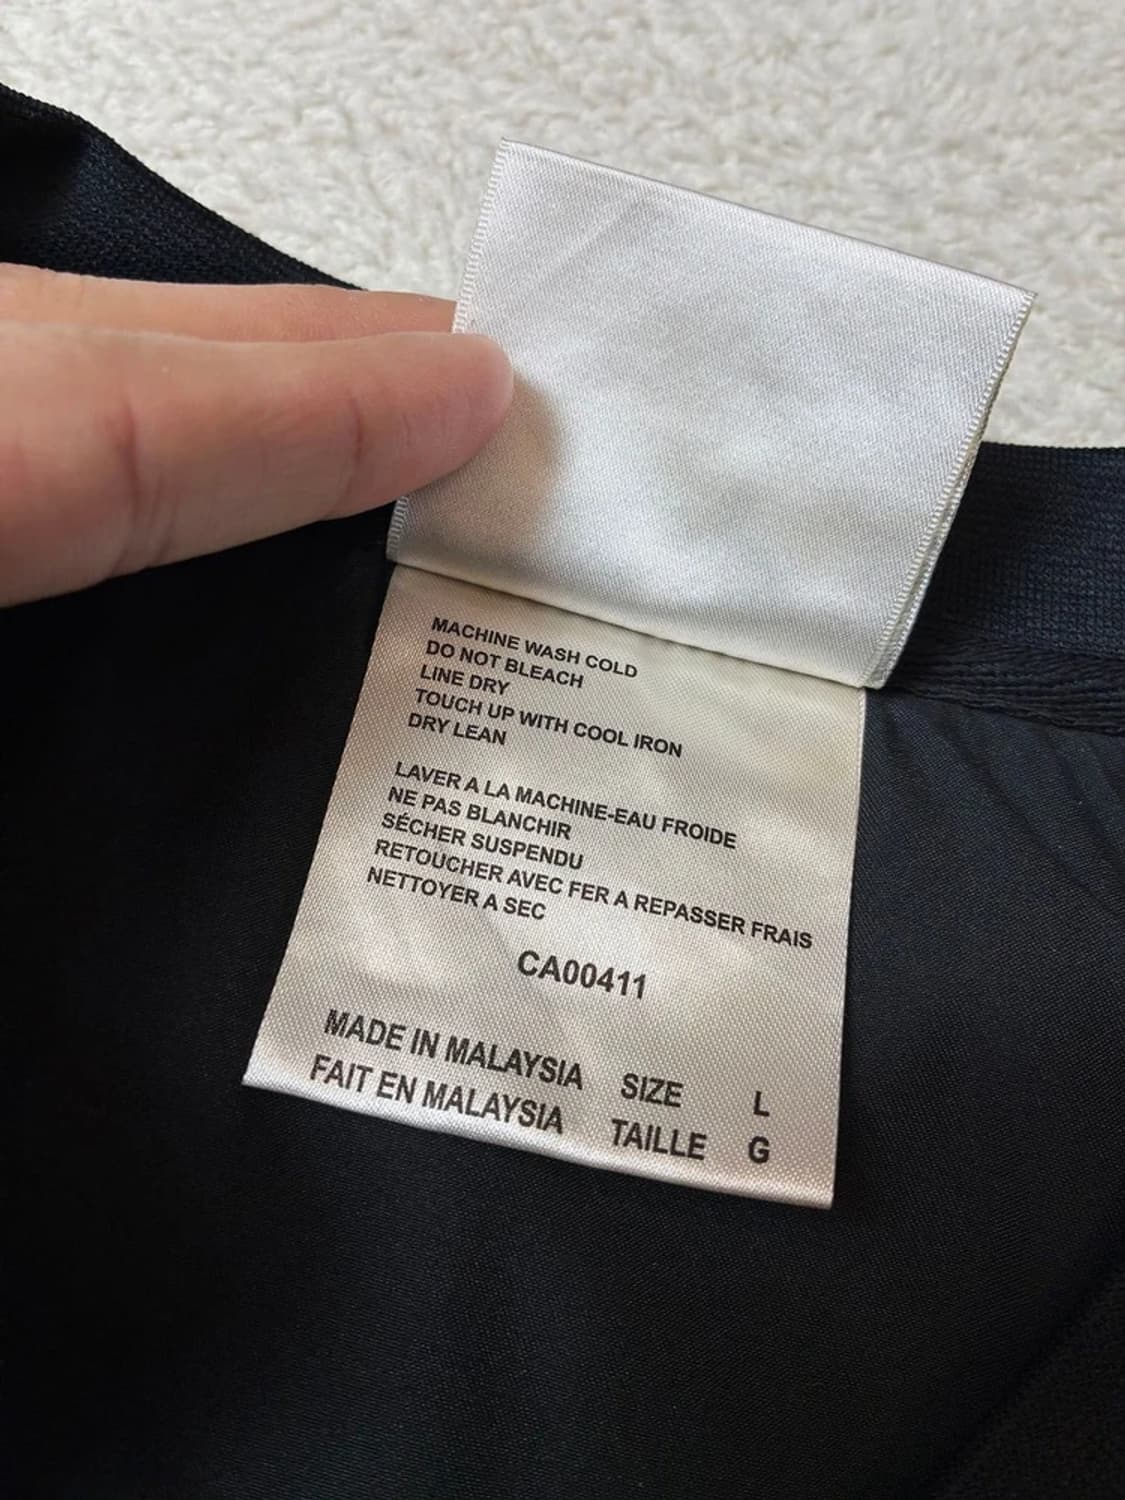 MACHINE WASH COLD
DO NOT BLEACH
LINE DRY
TOUCH UP WITH COOL IRON
DRY LEAN
LAVER A LA MACHINE-EAU FROIDE
NE PAS BLANCHIR
SÉCHER SUSPENDU
RETOUCHER AVEC FER A REPASSER FRAIS
NETTOYER A SEC
CA00411
MADE IN MALAYSIA SIZE L
FAIT EN MALAYSIA TAILLE G